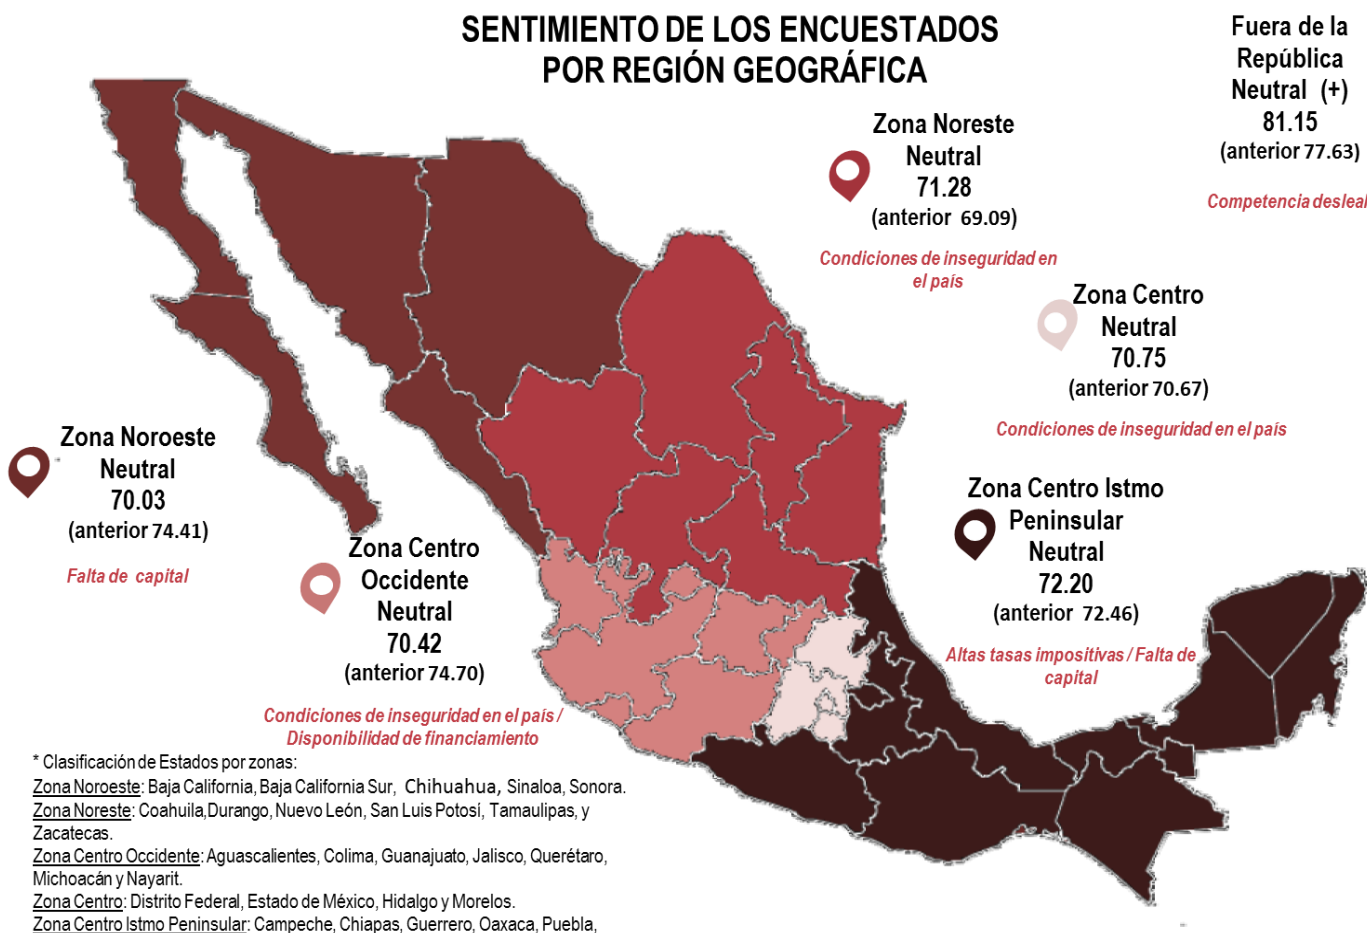 SENTIMIENTO DE LOS ENCUESTADOS
POR REGIÓN GEOGRÁFICA
Fuera de la
República
Neutral (+)
81.15
(anterior 77.63)
Competencia desleal
Zona Noreste
Neutral
71.28
(anterior 69.09)
Condiciones de inseguridad en
el país
Zona Centro
Neutral
70.75
(anterior 70.67)
Condiciones de inseguridad en el país
Zona Noroeste
Neutral
70.03
(anterior 74.41)
Falta de capital
Zona Centro
Occidente
Neutral
70.42
(anterior 74.70)
Condiciones de inseguridad en el país /
Disponibilidad de financiamiento
Zona Centro Istmo
Peninsular
Neutral
72.20
(anterior 72.46)
Altas tasas impositivas / Falta de
capital
* Clasificación de Estados por zonas:
Zona Noroeste: Baja California, Baja California Sur, Chihuahua, Sinaloa, Sonora.
Zona Noreste: Coahuila,Durango, Nuevo León, San Luis Potosí, Tamaulipas, y
Zacatecas.
Zona Centro Occidente: Aguascalientes, Colima, Guanajuato, Jalisco, Querétaro,
Michoacán y Nayarit.
Zona Centro: Distrito Federal, Estado de México, Hidalgo y Morelos.
Zona Centro Istmo Peninsular: Campeche, Chiapas, Guerrero, Oaxaca, Puebla,